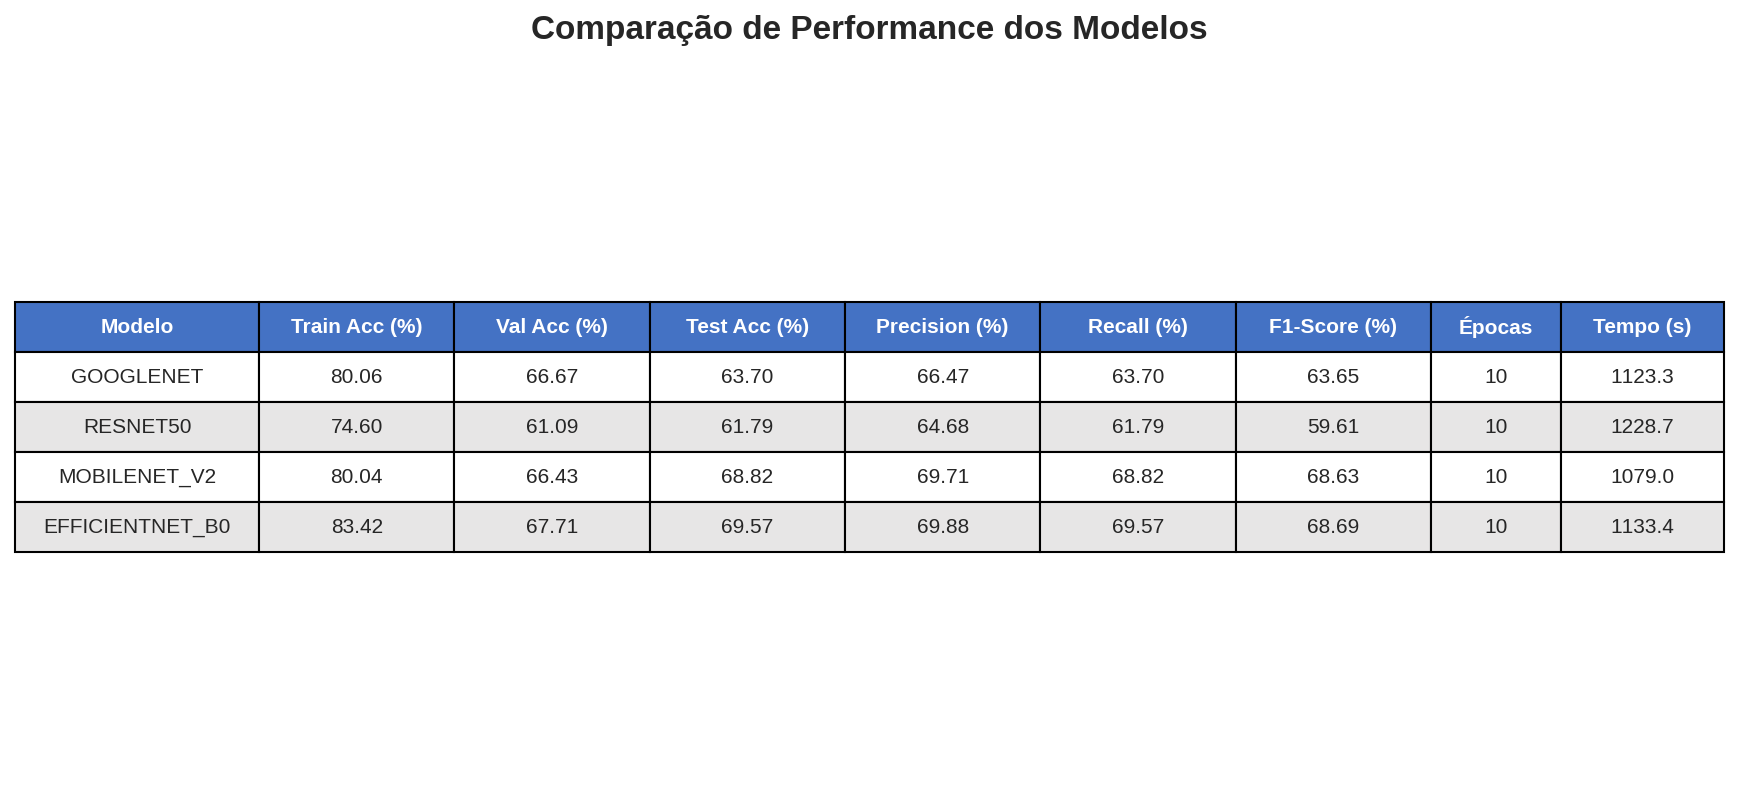 Comparação de Performance dos Modelos
Modelo Train Acc (%) Val Acc (%) Test Acc (%) Precision (%) Recall (%) F1-Score (%) Épocas Tempo (s)
GOOGLENET 80.06 66.67 63.70 66.47 63.70 63.65 10 1123.3
RESNET50 74.60 61.09 61.79 64.68 61.79 59.61 10 1228.7
MOBILENET_V2 80.04 66.43 68.82 69.71 68.82 68.63 10 1079.0
EFFICIENTNET_B0 83.42 67.71 69.57 69.88 69.57 68.69 10 1133.4